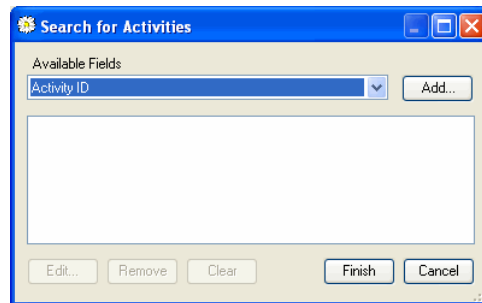 Search for Activities
Available Fields
Activity ID
Add...
Edit...
Remove
Clear
Finish
Cancel